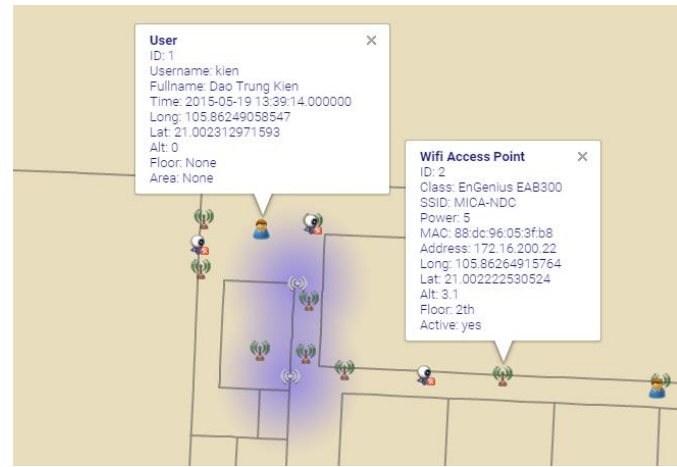 User
ID: 1
Username: kien
Fullname: Dao Trung Kien
Time: 2015-05-19 13:39:14.000000
Long: 105.86249058547
Lat: 21.002312971593
Alt: 0
Floor: None
Area: None
Wifi Access Point
ID: 2
Class: EnGenius EAB300
SSID: MICA-NDC
Power: 5
MAC: 88:dc:96:05:3f:b8
Address: 172.16.200.22
Long: 105.86264915764
Lat: 21.002222530524
Alt: 3.1
Floor: 2th
Active: yes